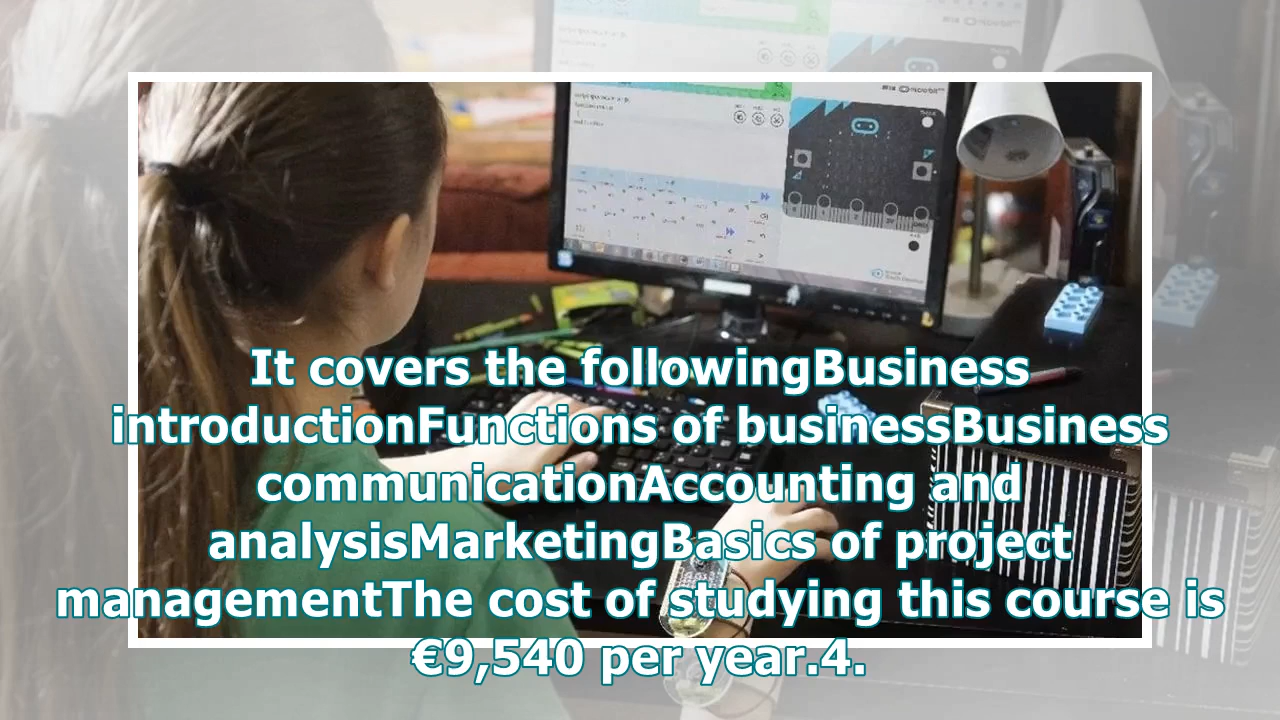 It covers the followingBusiness
introductionFunctions of businessBusiness
communicationAccounting and
analysisMarketingBasics of project
managementThe cost of studying this course is
€9,540 per year.4.